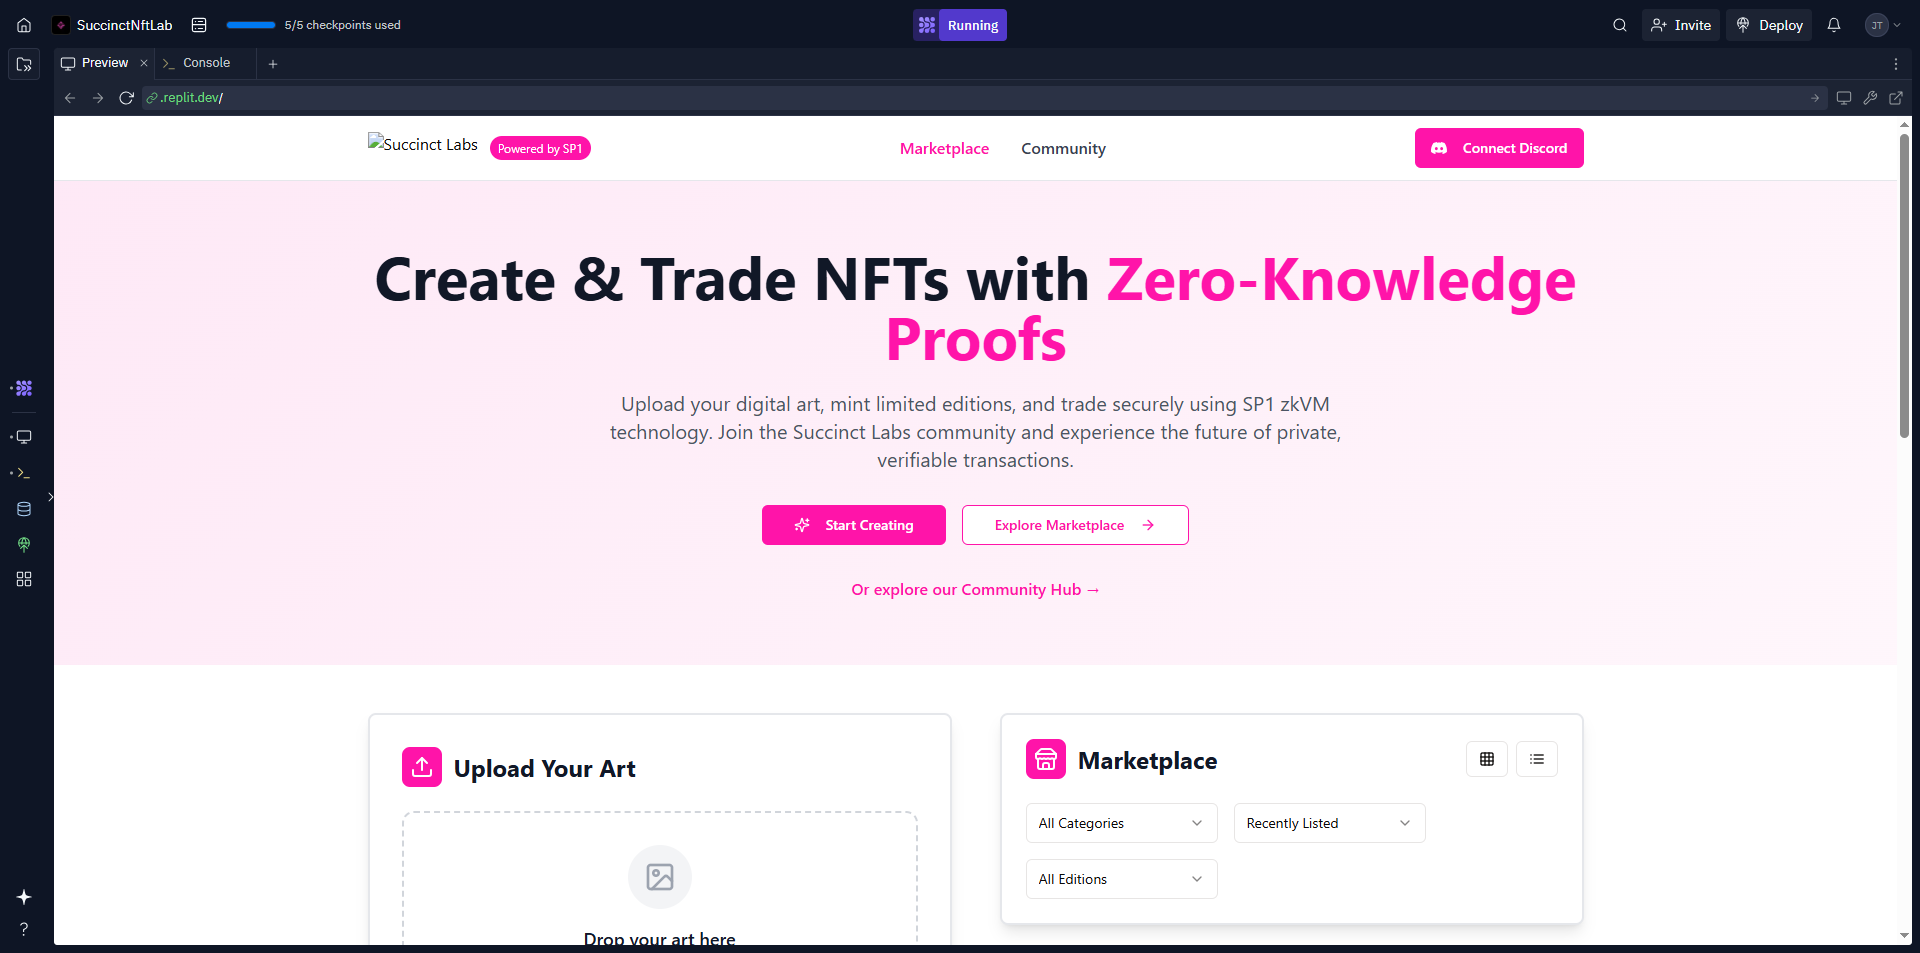 SuccinctNftLab
5/5 checkpoints used
Running
Invite
Deploy
JT
Preview
Console
.replit.dev/
Succinct Labs
Powered by SP1
Marketplace
Community
Connect Discord
Create & Trade NFTs with Zero-Knowledge
Proofs
Upload your digital art, mint limited editions, and trade securely using SP1 zkVM
technology. Join the Succinct Labs community and experience the future of private,
verifiable transactions.
Start Creating
Explore Marketplace →
Or explore our Community Hub →
Upload Your Art
Drop your art here
Marketplace
All Categories
Recently Listed
All Editions